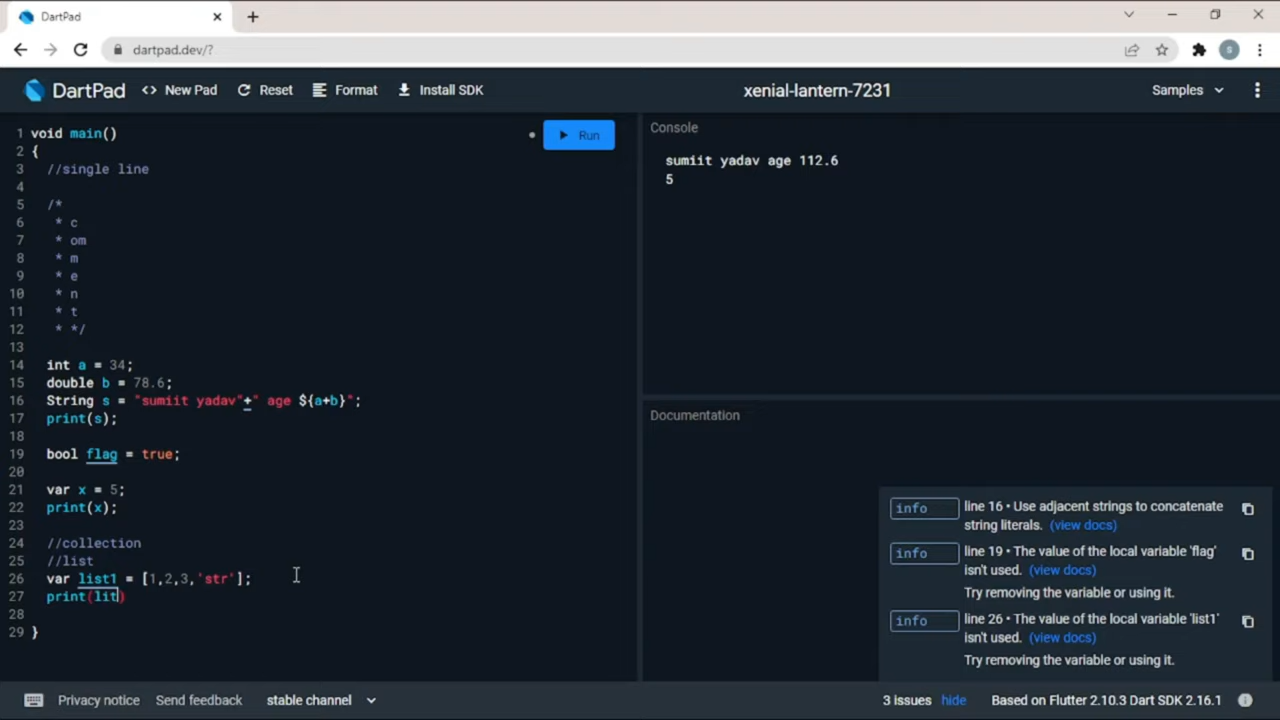 DartPad
dartpad.dev/?
S
DartPad <> New Pad Reset Format Install SDK xenial-lantern-7231 Samples
1 void main()
2 {
3 //single line
4
5 /*
6 * c
7 * om
8 * m
9 * e
10 * n
11 * t
12 * */
13
14 int a = 34;
15 double b = 78.6;
16 String s = "sumiit yadav"+" age ${a+b}";
17 print(s);
18
19 bool flag = true;
20
21 var x = 5;
22 print(x);
23
24 //collection
25 //list
26 var list1 = [1,2,3,'str'];
27 print(lit)
28
29 }
Run
Console
sumiit yadav age 112.6
5
Documentation
info line 16 • Use adjacent strings to concatenate
string literals. (view docs)
info line 19 • The value of the local variable 'flag'
isn't used. (view docs)
Try removing the variable or using it.
info line 26 • The value of the local variable 'list1'
isn't used. (view docs)
Try removing the variable or using it.
Privacy notice Send feedback stable channel 3 issues hide Based on Flutter 2.10.3 Dart SDK 2.16.1